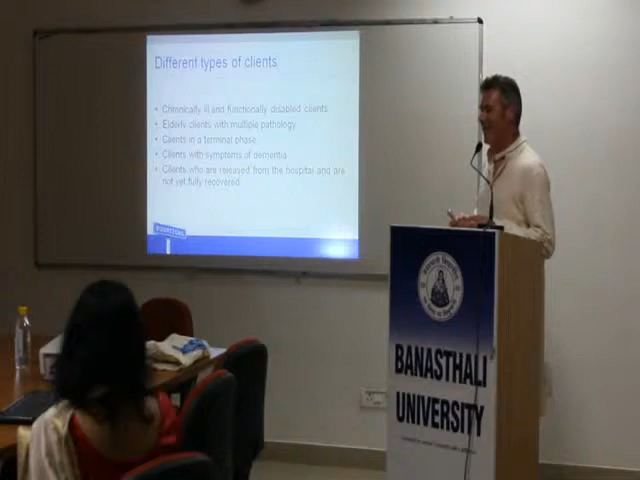 Different types of clients
• Chronically ill and functionally disabled clients
• Elderly clients with multiple pathology
• Clients in a terminal phase
• Clients with symptoms of dementia
• Clients who are released from the hospital and are
not yet fully recovered
BANASTHALI
UNIVERSITY